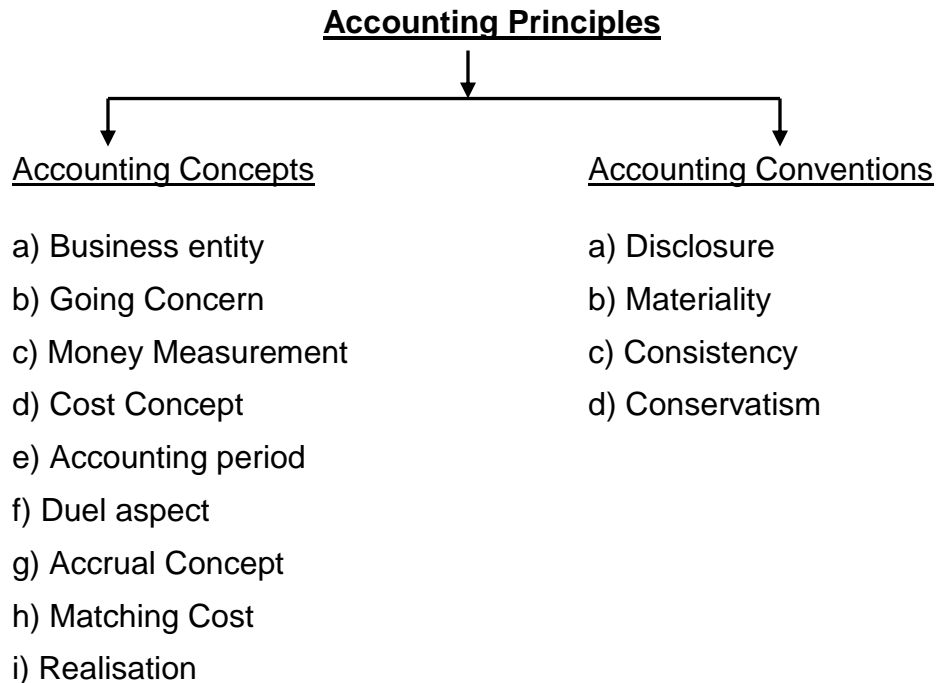 Accounting Principles
Accounting Concepts
a) Business entity
b) Going Concern
c) Money Measurement
d) Cost Concept
e) Accounting period
f) Duel aspect
g) Accrual Concept
h) Matching Cost
i) Realisation
Accounting Conventions
a) Disclosure
b) Materiality
c) Consistency
d) Conservatism